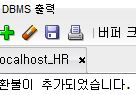 DBMS 출력
버퍼 크
ocalhost_HR ×
환불이 추가되었습니다.